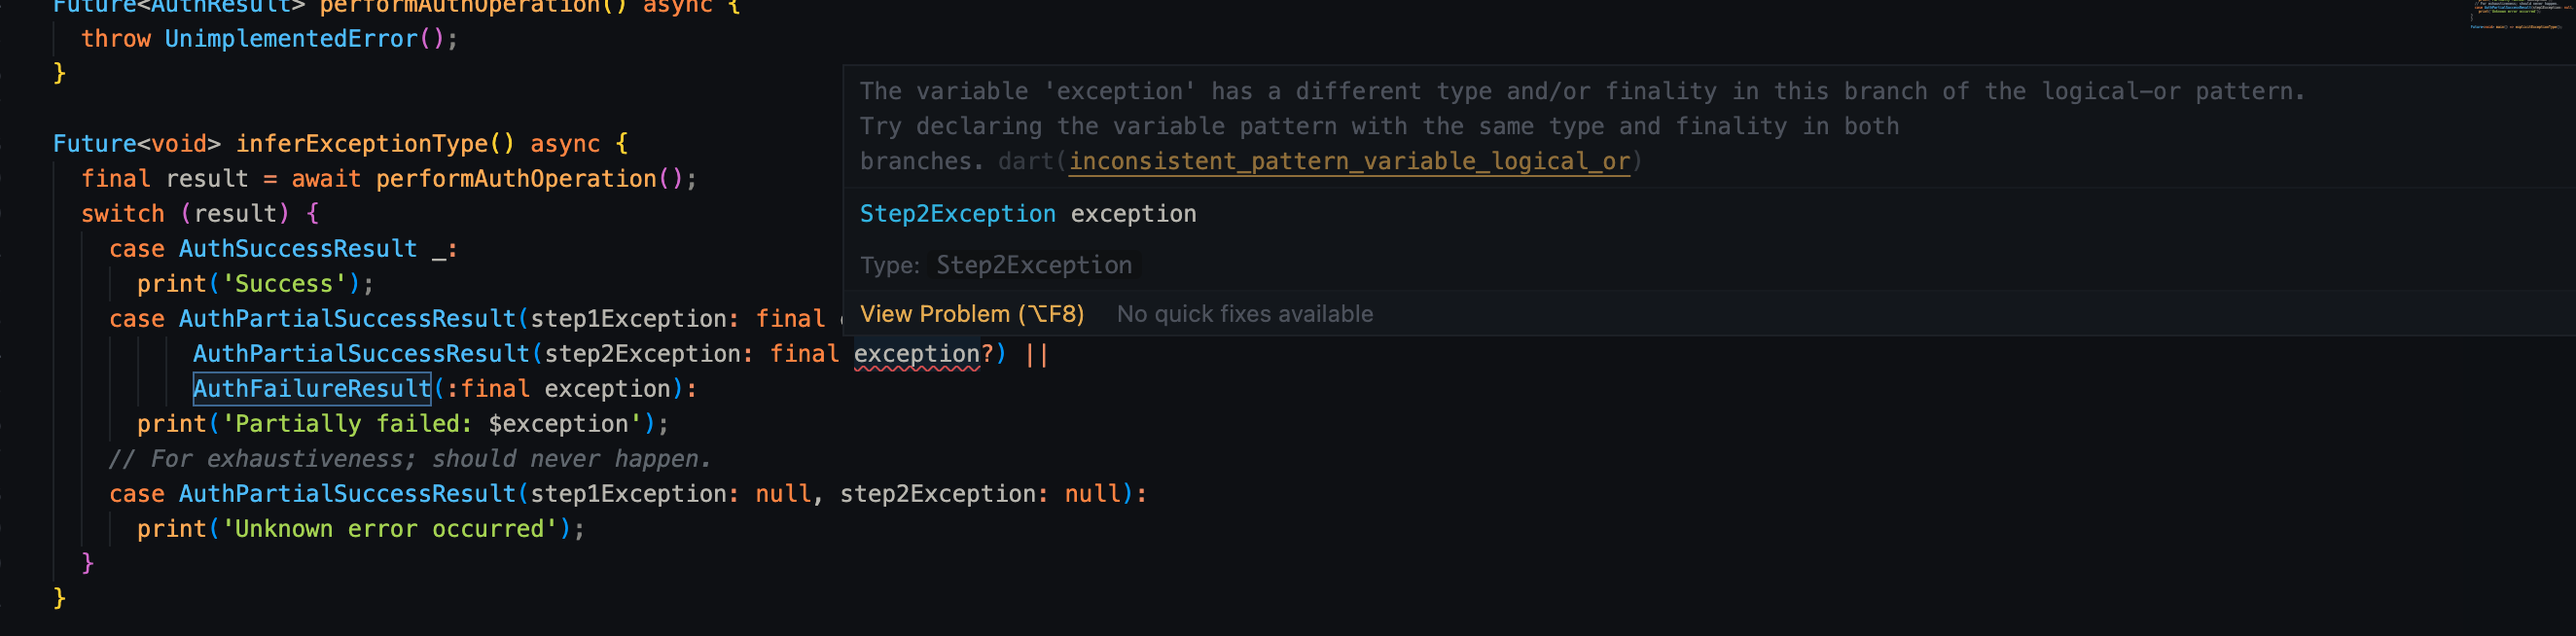 Future<AuthResult> performAuthOperation() async {
  throw UnimplementedError();
}

Future<void> inferExceptionType() async {
  final result = await performAuthOperation();
  switch (result) {
    case AuthSuccessResult _:
      print('Success');
    case AuthPartialSuccessResult(step1Exception: final
          AuthPartialSuccessResult(step2Exception: final exception?) ||
          AuthFailureResult(:final exception):
      print('Partially failed: $exception');
    // For exhaustiveness; should never happen.
    case AuthPartialSuccessResult(step1Exception: null, step2Exception: null):
      print('Unknown error occurred');
  }
}
The variable 'exception' has a different type and/or finality in this branch of the logical-or pattern.
Try declaring the variable pattern with the same type and finality in both
branches. dart(inconsistent_pattern_variable_logical_or)
Step2Exception exception
Type: Step2Exception
View Problem (⌥F8) No quick fixes available